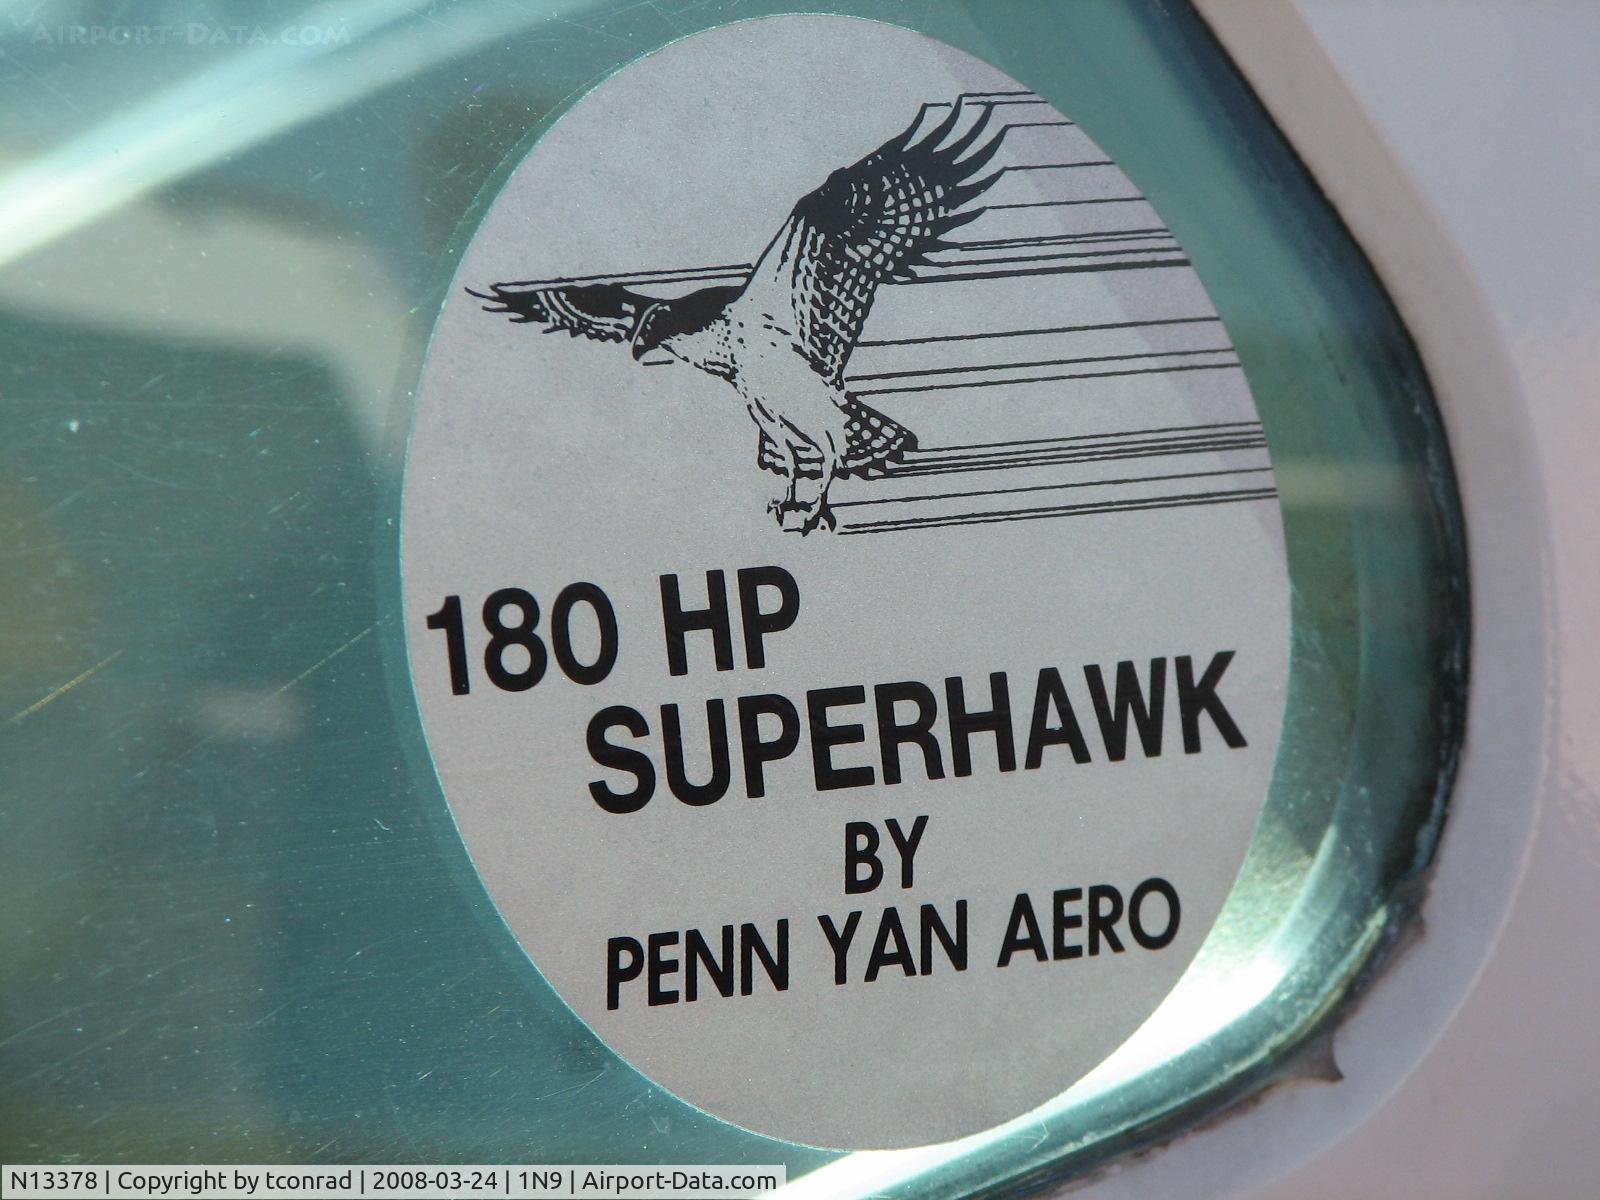 AIRPORT-DATA.COM
180 HP
SUPERHAWK
BY
PENN YAN AERO
N13378 | Copyright by tconrad | 2008-03-24 | 1N9 | Airport-Data.com